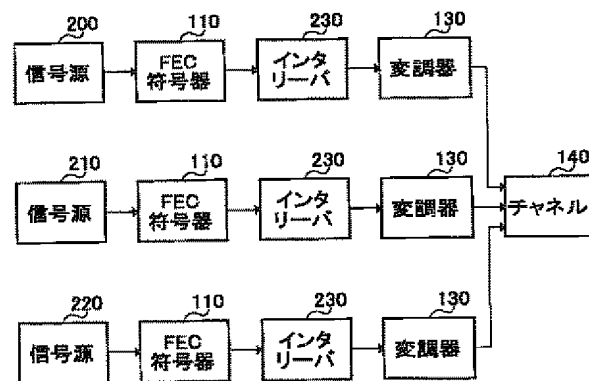 200
110
230
130
信号源
FEC
符号器
インタ
リーバ
変調器
210
110
230
130
140
信号源
FEC
符号器
インタ
リーバ
変調器
チャネル
220
110
230
130
信号源
FEC
符号器
インタ
リーバ
変調器